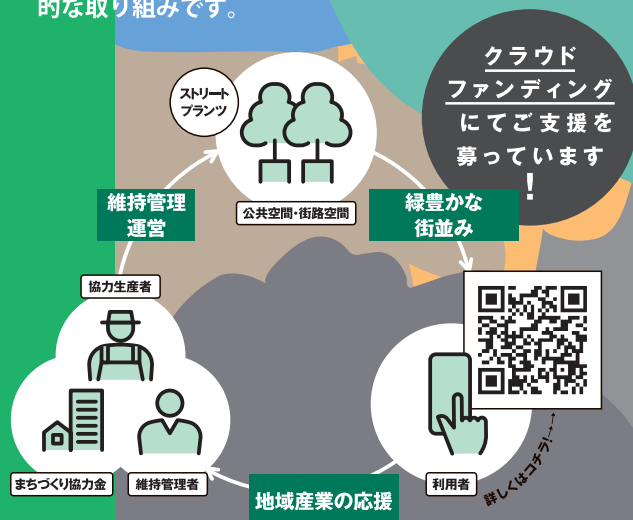 的な取り組みです。
クラウド
ファンディング
にてご支援を
募っています
！
ストリート
プランツ
公共空間・街路空間
維持管理
運営
緑豊かな
街並み
協力生産者
まちづくり協力金
維持管理者
利用者
詳しくはコチラ!→→
地域産業の応援